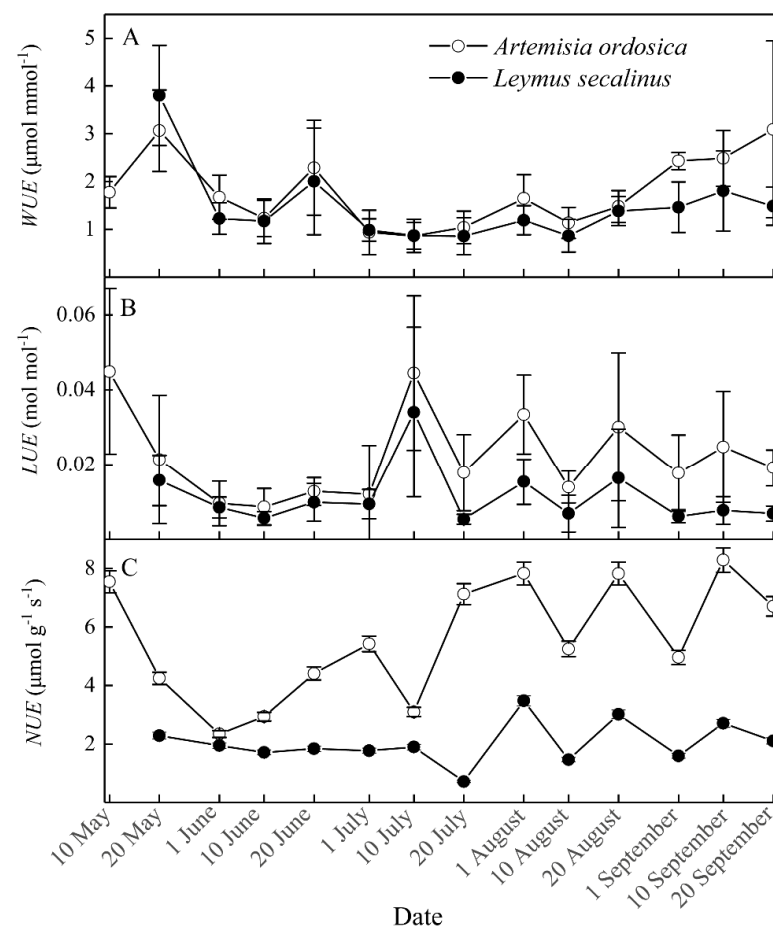 A
Artemisia ordosica
Leymus secalinus
5
4
3
2
1
WUE (μmol mmol⁻¹)
B
0.06
0.04
0.02
LUE (mol mol⁻¹)
C
8
6
4
2
NUE (μmol g⁻¹ s⁻¹)
10 May
20 May
1 June
10 June
20 June
1 July
10 July
20 July
1 August
10 August
20 August
1 September
10 September
20 September
Date